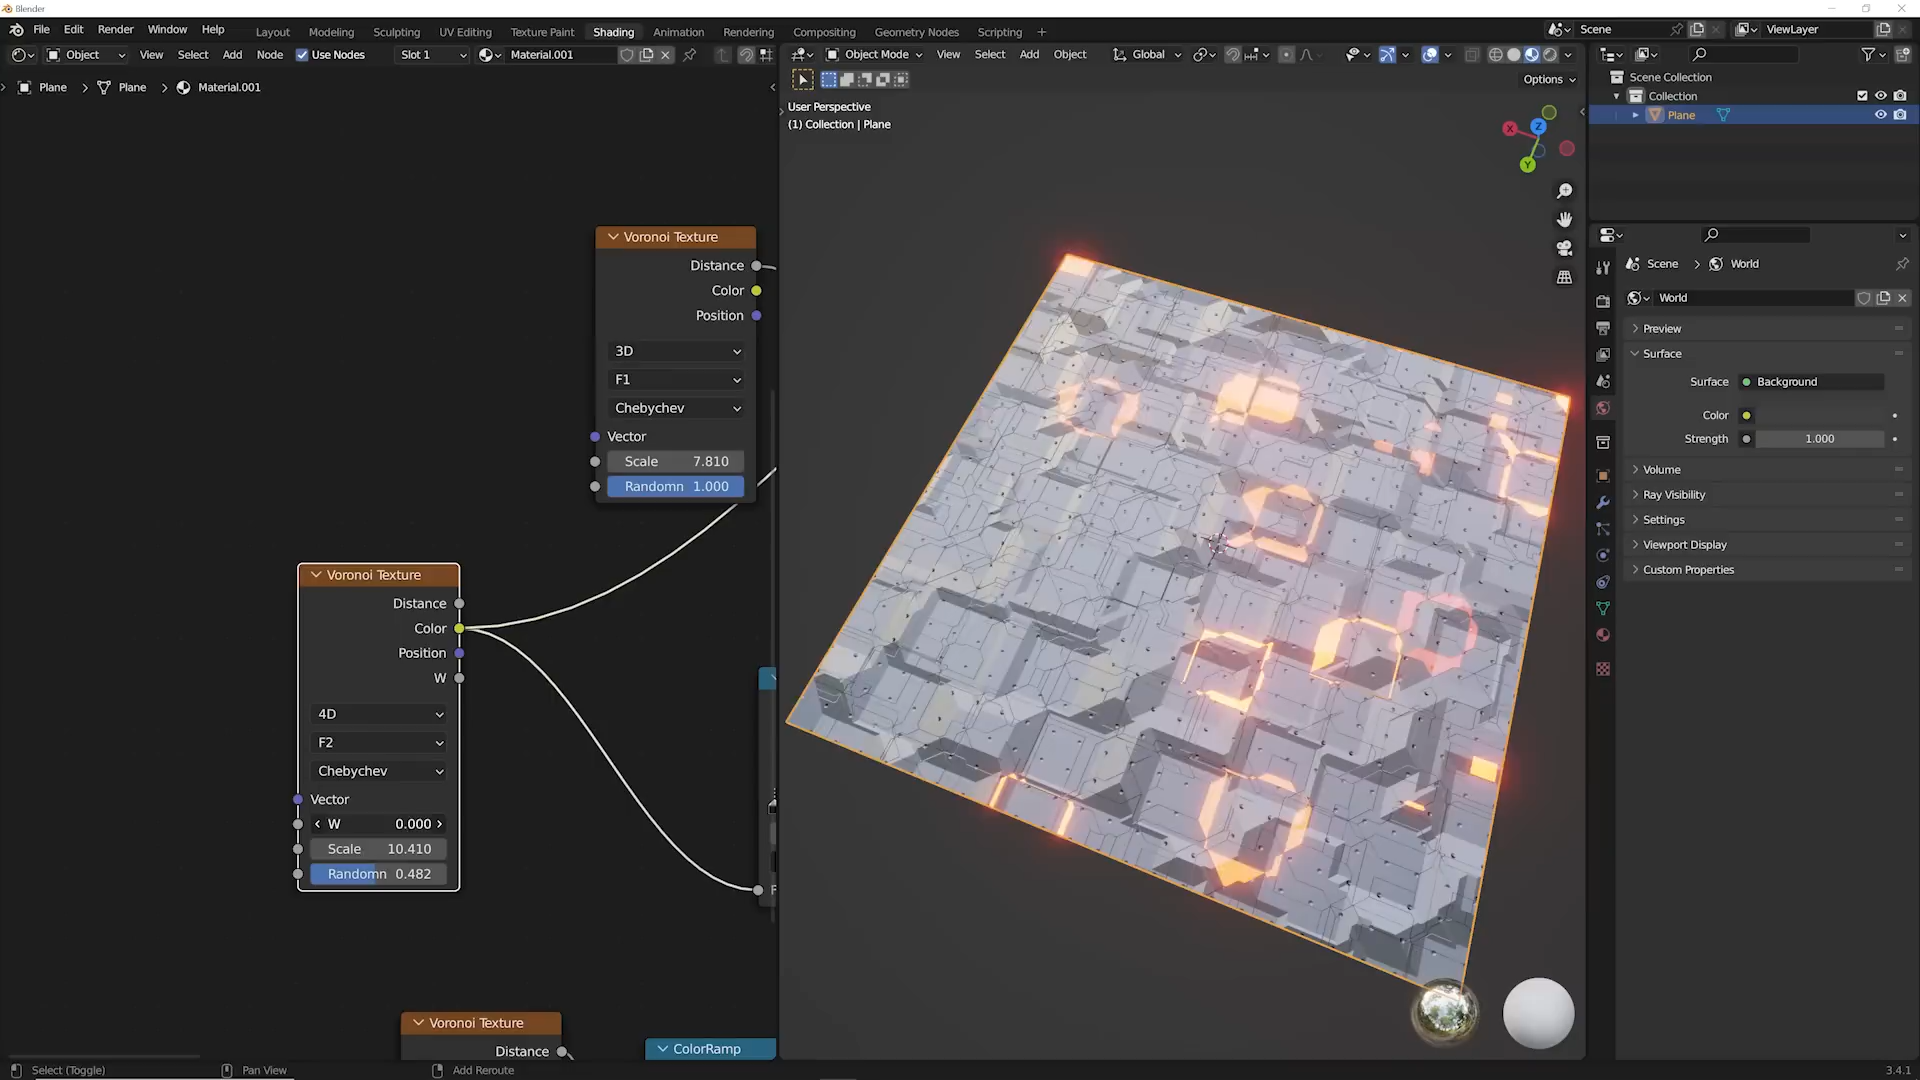 Blender
File Edit Render Window Help
Layout Modeling Sculpting UV Editing Texture Paint Shading Animation Rendering Compositing Geometry Nodes Scripting +
Scene
ViewLayer
Object View Select Add Node Use Nodes Slot 1 Material.001
Object Mode View Select Add Object Global
Options
Plane > Plane > Material.001
User Perspective
(1) Collection | Plane
X
Z
Y
Scene Collection
Collection
Plane
Scene > World
World
Preview
Surface
Surface Background
Color
Strength 1.000
Volume
Ray Visibility
Settings
Viewport Display
Custom Properties
Voronoi Texture
Distance
Color
Position
3D
F1
Chebychev
Vector
Scale 7.810
Randomn 1.000
Voronoi Texture
Distance
Color
Position
W
4D
F2
Chebychev
Vector
W 0.000
Scale 10.410
Randomn 0.482
F
Voronoi Texture
Distance
ColorRamp
Select (Toggle)
Pan View
Add Reroute
3.4.1